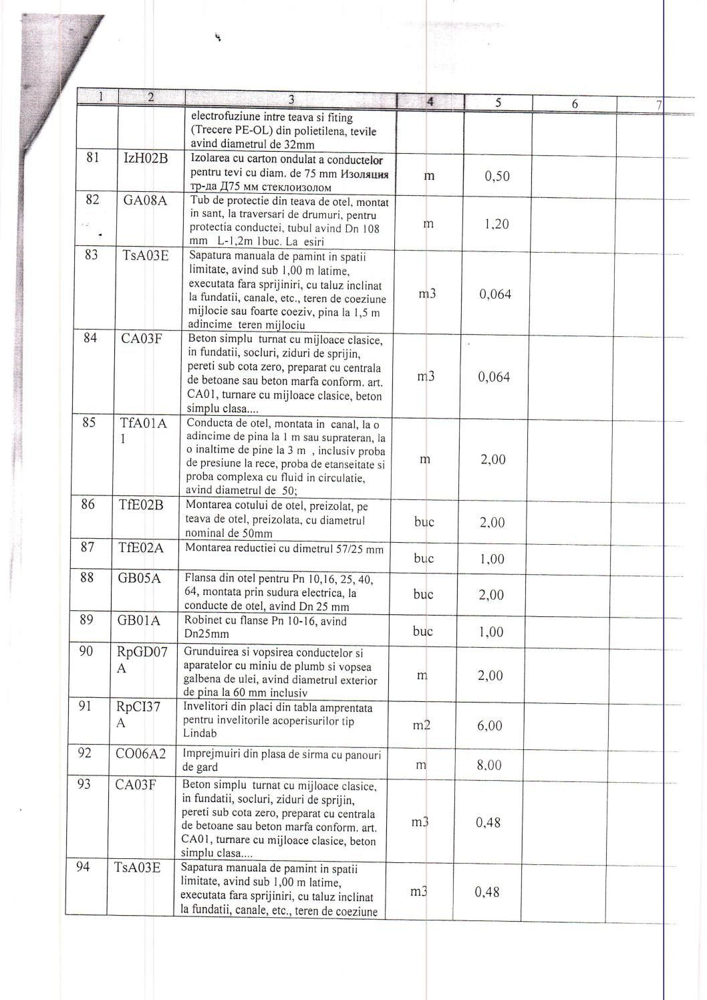 1 2 3 4 5 6 7
electrofuziune intre teava si fiting
(Trecere PE-OL) din polietilena, tevile
avind diametrul de 32mm
81 IzH02B Izolarea cu carton ondulat a conductelor
pentru tevi cu diam. de 75 mm Изоляция
тр-да Д75 мм стеклоизолом
m 0,50
82 GA08A Tub de protectie din teava de otel, montat
in sant, la traversari de drumuri, pentru
protectia conductei, tubul avind Dn 108
mm L-1,2m 1buc. La esiri
m 1,20
83 TsA03E Sapatura manuala de pamint in spatii
limitate, avind sub 1,00 m latime,
executata fara sprijiniri, cu taluz inclinat
la fundatii, canale, etc., teren de coeziune
mijlocie sau foarte coeziv, pina la 1,5 m
adincime teren mijlociu
m3 0,064
84 CA03F Beton simplu turnat cu mijloace clasice,
in fundatii, socluri, ziduri de sprijin,
pereti sub cota zero, preparat cu centrala
de betoane sau beton marfa conform. art.
CA01, turnare cu mijloace clasice, beton
simplu clasa....
m3 0,064
85 TfA01A
1
Conducta de otel, montata in canal, la o
adincime de pina la 1 m sau suprateran, la
o inaltime de pine la 3 m , inclusiv proba
de presiune la rece, proba de etanseitate si
proba complexa cu fluid in circulatie,
avind diametrul de 50;
m 2,00
86 TfE02B Montarea cotului de otel, preizolat, pe
teava de otel, preizolata, cu diametrul
nominal de 50mm
buc 2,00
87 TfE02A Montarea reductiei cu dimetrul 57/25 mm
buc 1,00
88 GB05A Flansa din otel pentru Pn 10,16, 25, 40,
64, montata prin sudura electrica, la
conducte de otel, avind Dn 25 mm
buc 2,00
89 GB01A Robinet cu flanse Pn 10-16, avind
Dn25mm
buc 1,00
90 RpGD07
A
Grunduirea si vopsirea conductelor si
aparatelor cu miniu de plumb si vopsea
galbena de ulei, avind diametrul exterior
de pina la 60 mm inclusiv
m 2,00
91 RpCI37
A
Invelitori din placi din tabla amprentata
pentru invelitorile acoperisurilor tip
Lindab
m2 6,00
92 CO06A2 Imprejmuiri din plasa de sirma cu panouri
de gard
m 8,00
93 CA03F Beton simplu turnat cu mijloace clasice,
in fundatii, socluri, ziduri de sprijin,
pereti sub cota zero, preparat cu centrala
de betoane sau beton marfa conform. art.
CA01, turnare cu mijloace clasice, beton
simplu clasa....
m3 0,48
94 TsA03E Sapatura manuala de pamint in spatii
limitate, avind sub 1,00 m latime,
executata fara sprijiniri, cu taluz inclinat
la fundatii, canale, etc., teren de coeziune
m3 0,48